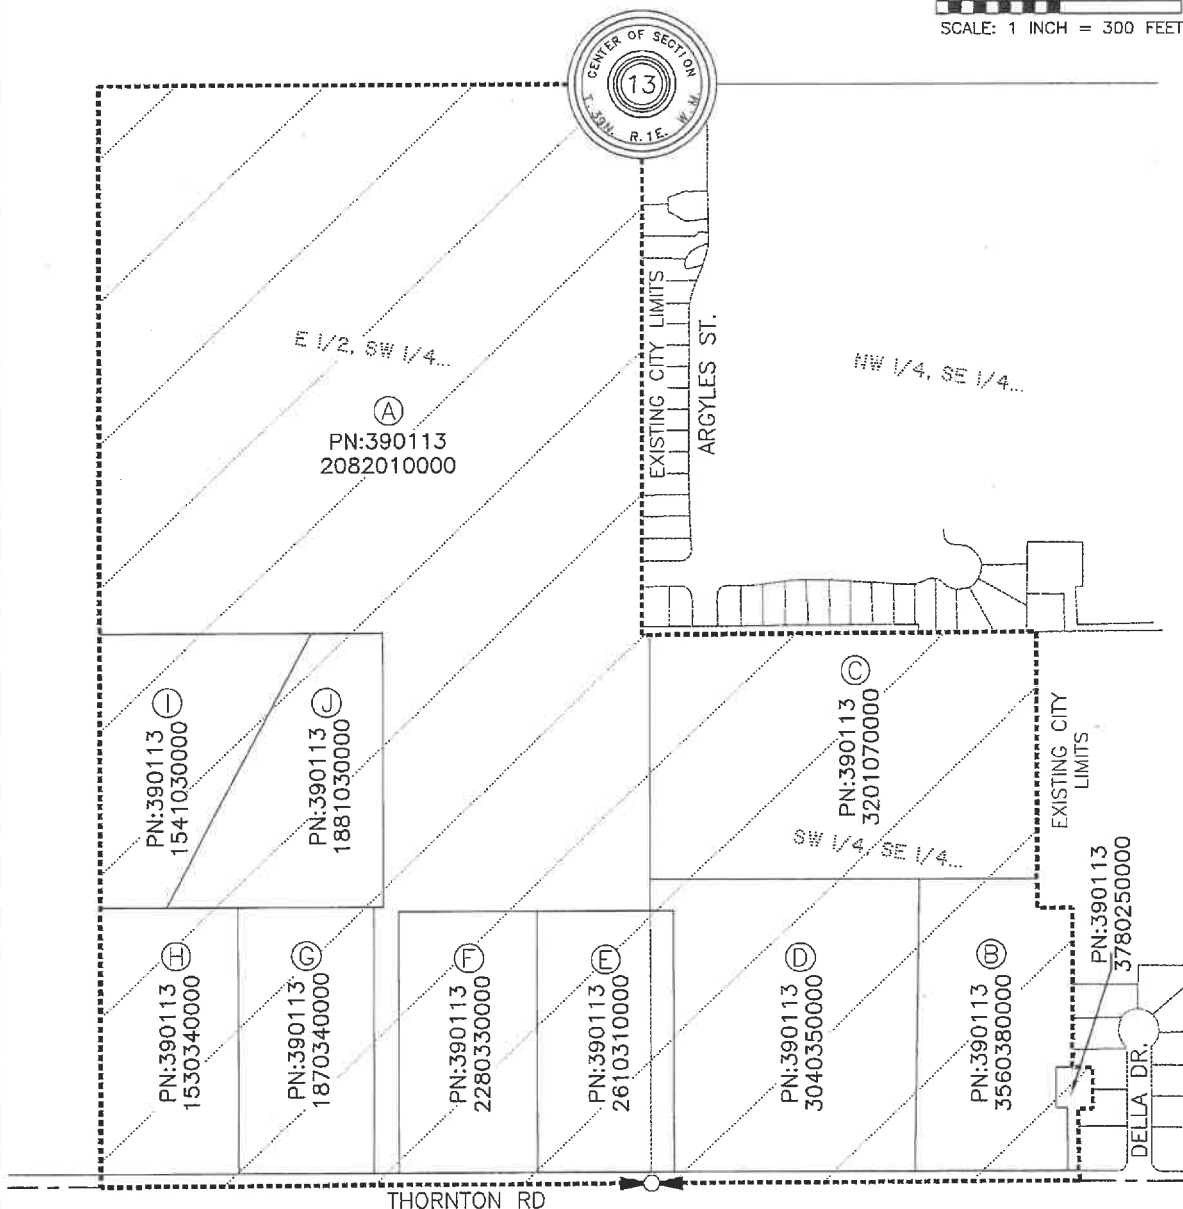 SCALE: 1 INCH = 300 FEET
CENTER OF SECTION
13
T.39N. R.1E. W.M.
E 1/2, SW 1/4...
EXISTING CITY LIMITS
ARGYLES ST.
NW 1/4, SE 1/4...
A
PN:390113
2082010000
I
PN:390113
1541030000
J
PN:390113
1881030000
C
PN:390113
3201070000
SW 1/4, SE 1/4...
EXISTING CITY
LIMITS
PN:390113
3780250000
H
PN:390113
1530340000
G
PN:390113
1870340000
F
PN:390113
2280330000
E
PN:390113
2610310000
D
PN:390113
3040350000
B
PN:390113
3560380000
DELLA DR.
THORNTON RD